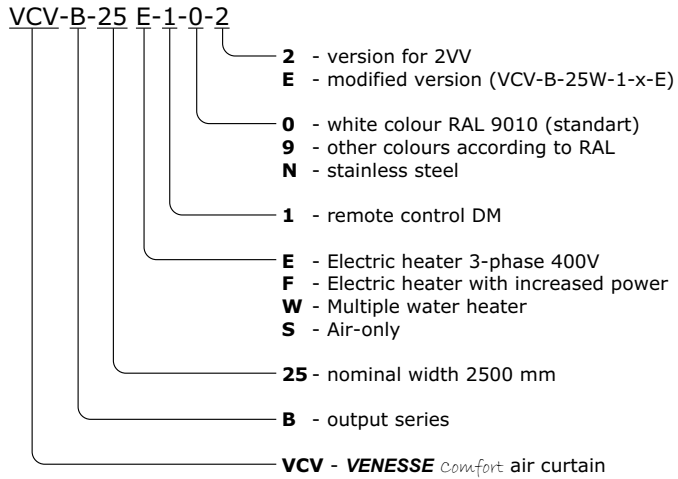 VCV-B-25 E-1-0-2
2 - version for 2VV
E - modified version (VCV-B-25W-1-x-E)
0 - white colour RAL 9010 (standart)
9 - other colours according to RAL
N - stainless steel
1 - remote control DM
E - Electric heater 3-phase 400V
F - Electric heater with increased power
W - Multiple water heater
S - Air-only
25 - nominal width 2500 mm
B - output series
VCV - VENESSE Comfort air curtain